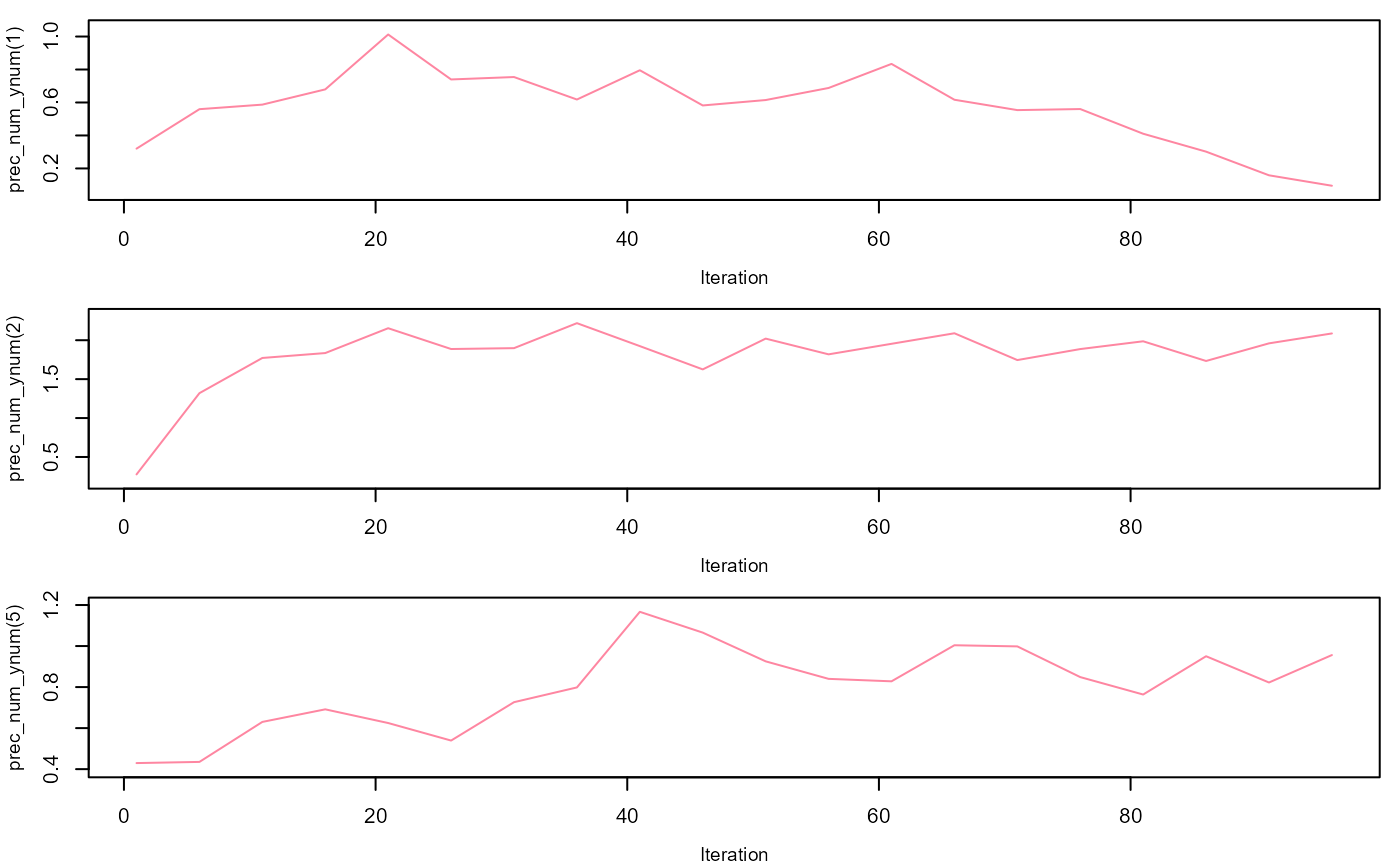 prec_num_ynum(1)
1.0
0.6
0.2
0 20 40 60 80
Iteration
prec_num_ynum(2)
1.5
0.5
0 20 40 60 80
Iteration
prec_num_ynum(5)
1.2
0.8
0.4
0 20 40 60 80
Iteration